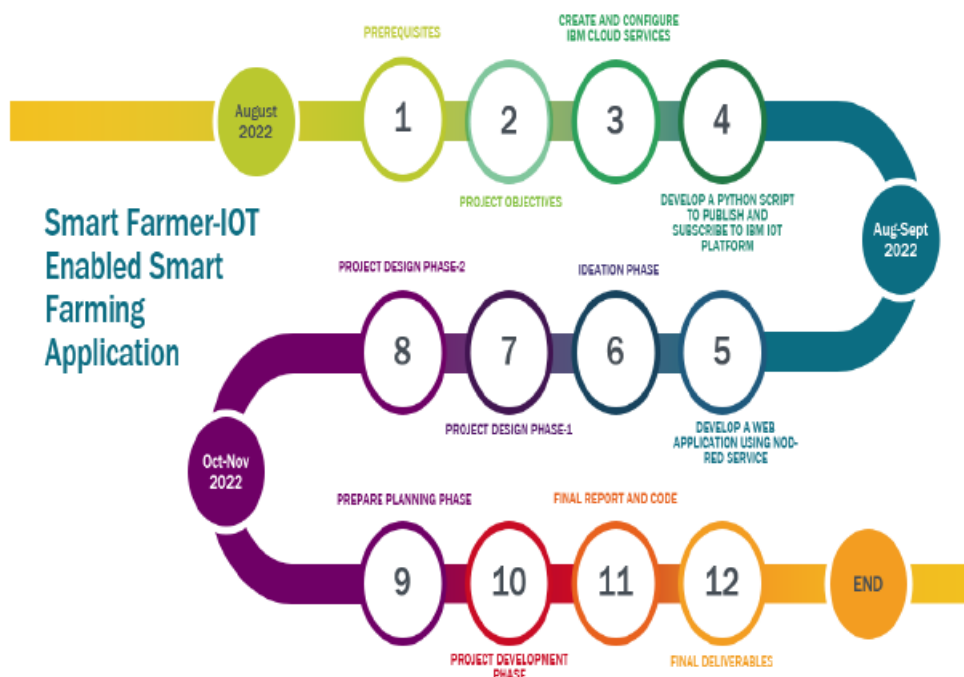 PREREQUISITES
CREATE AND CONFIGURE
IBM CLOUD SERVICES
August
2022
1
2
3
4
PROJECT OBJECTIVES
DEVELOP A PYTHON SCRIPT
TO PUBLISH AND
SUBSCRIBE TO IBM IOT
PLATFORM
Aug-Sept
2022
Smart Farmer-IOT
Enabled Smart
Farming
Application
PROJECT DESIGN PHASE-2
IDEATION PHASE
8
7
6
5
PROJECT DESIGN PHASE-1
DEVELOP A WEB
APPLICATION USING NOD-
RED SERVICE
Oct-Nov
2022
PREPARE PLANNING PHASE
FINAL REPORT AND CODE
9
10
11
12
END
PROJECT DEVELOPMENT
PHASE
FINAL DELIVERABLES